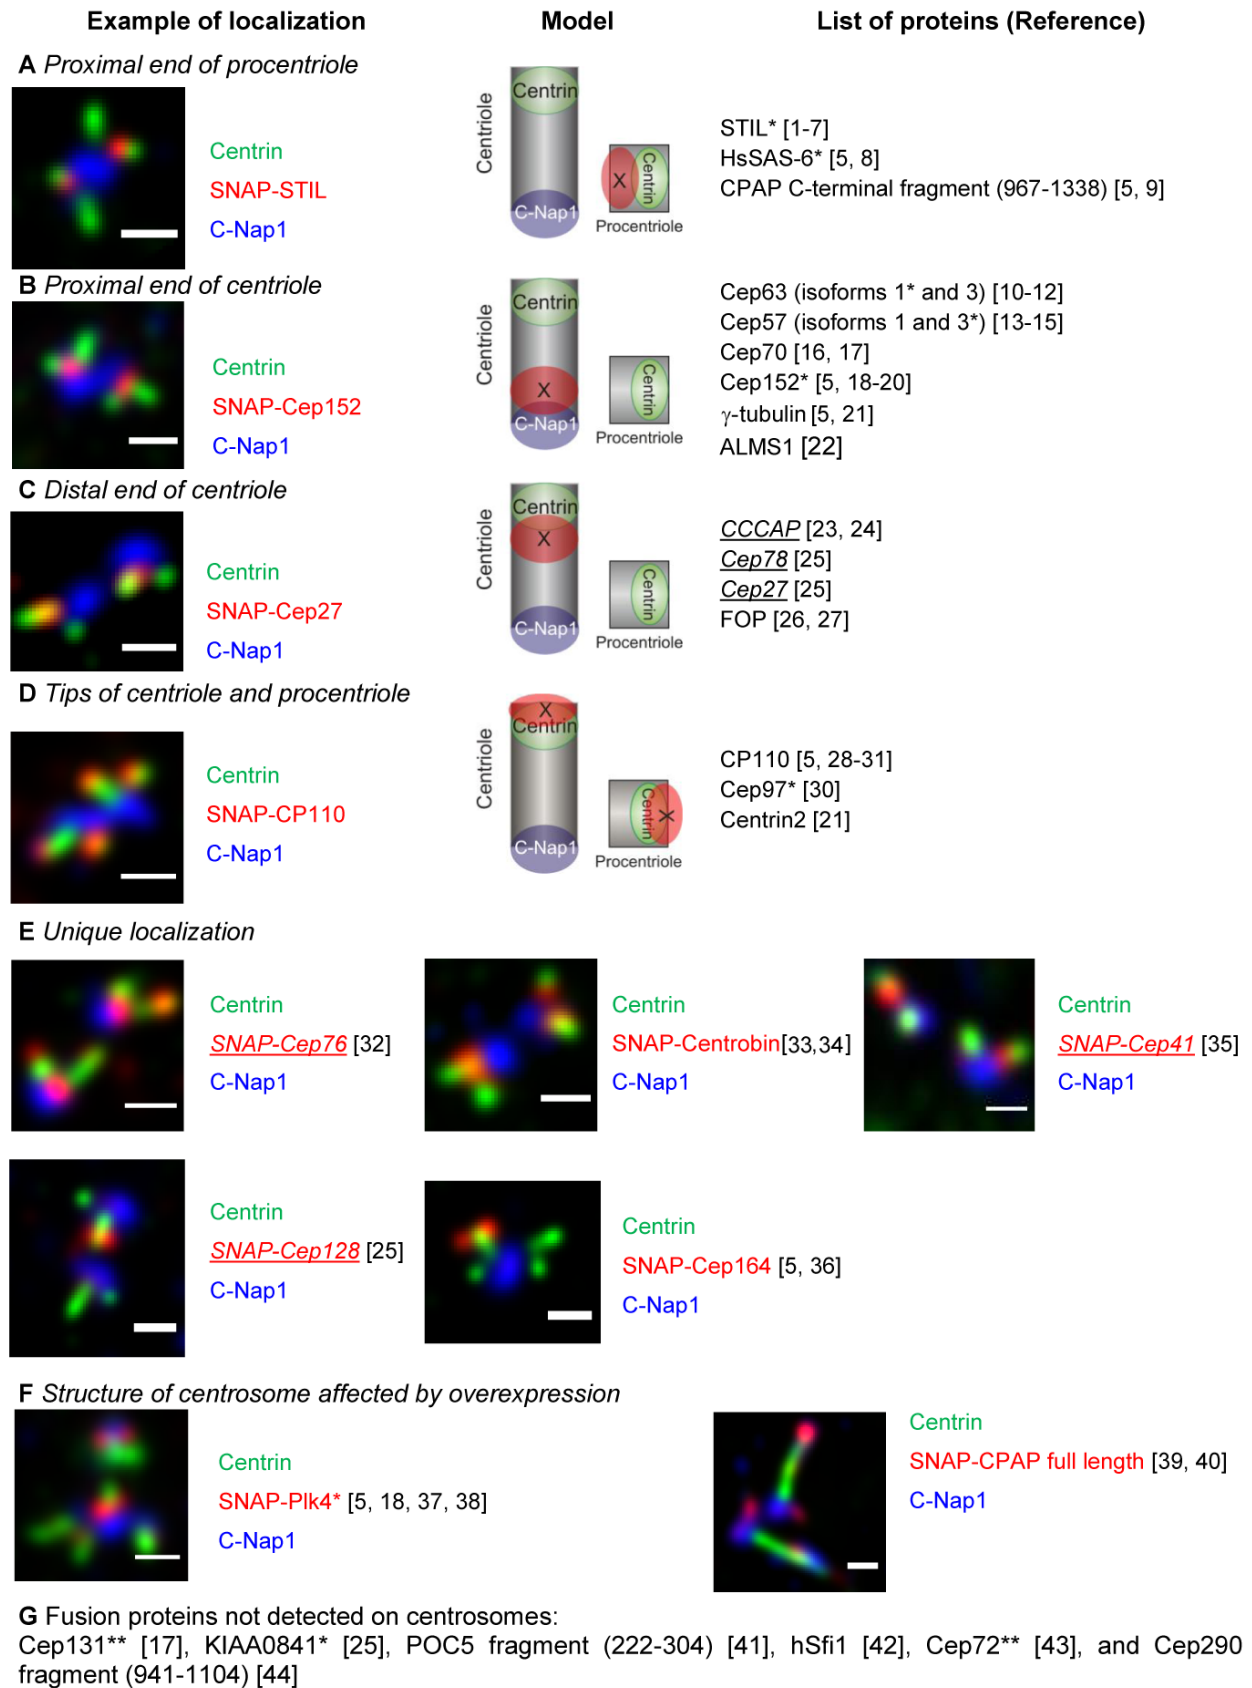 Example of localization Model List of proteins (Reference)
A Proximal end of procentriole
Centrin
SNAP-STIL
C-Nap1
Centriole
Centrin
C-Nap1
X
Centrin
Procentriole
STIL* [1-7]
HsSAS-6* [5, 8]
CPAP C-terminal fragment (967-1338) [5, 9]
B Proximal end of centriole
Centrin
SNAP-Cep152
C-Nap1
Centriole
Centrin
X
C-Nap1
Centrin
Procentriole
Cep63 (isoforms 1* and 3) [10-12]
Cep57 (isoforms 1 and 3*) [13-15]
Cep70 [16, 17]
Cep152* [5, 18-20]
γ-tubulin [5, 21]
ALMS1 [22]
C Distal end of centriole
Centrin
SNAP-Cep27
C-Nap1
Centriole
Centrin
X
C-Nap1
Centrin
Procentriole
CCCAP [23, 24]
Cep78 [25]
Cep27 [25]
FOP [26, 27]
D Tips of centriole and procentriole
Centrin
SNAP-CP110
C-Nap1
Centriole
X
Centrin
C-Nap1
Centrin
X
Procentriole
CP110 [5, 28-31]
Cep97* [30]
Centrin2 [21]
E Unique localization
Centrin
SNAP-Cep76 [32]
C-Nap1
Centrin
SNAP-Centrobin[33,34]
C-Nap1
Centrin
SNAP-Cep41 [35]
C-Nap1
Centrin
SNAP-Cep128 [25]
C-Nap1
Centrin
SNAP-Cep164 [5, 36]
C-Nap1
F Structure of centrosome affected by overexpression
Centrin
SNAP-Plk4* [5, 18, 37, 38]
C-Nap1
Centrin
SNAP-CPAP full length [39, 40]
C-Nap1
G Fusion proteins not detected on centrosomes:
Cep131** [17], KIAA0841* [25], POC5 fragment (222-304) [41], hSfi1 [42], Cep72** [43], and Cep290
fragment (941-1104) [44]